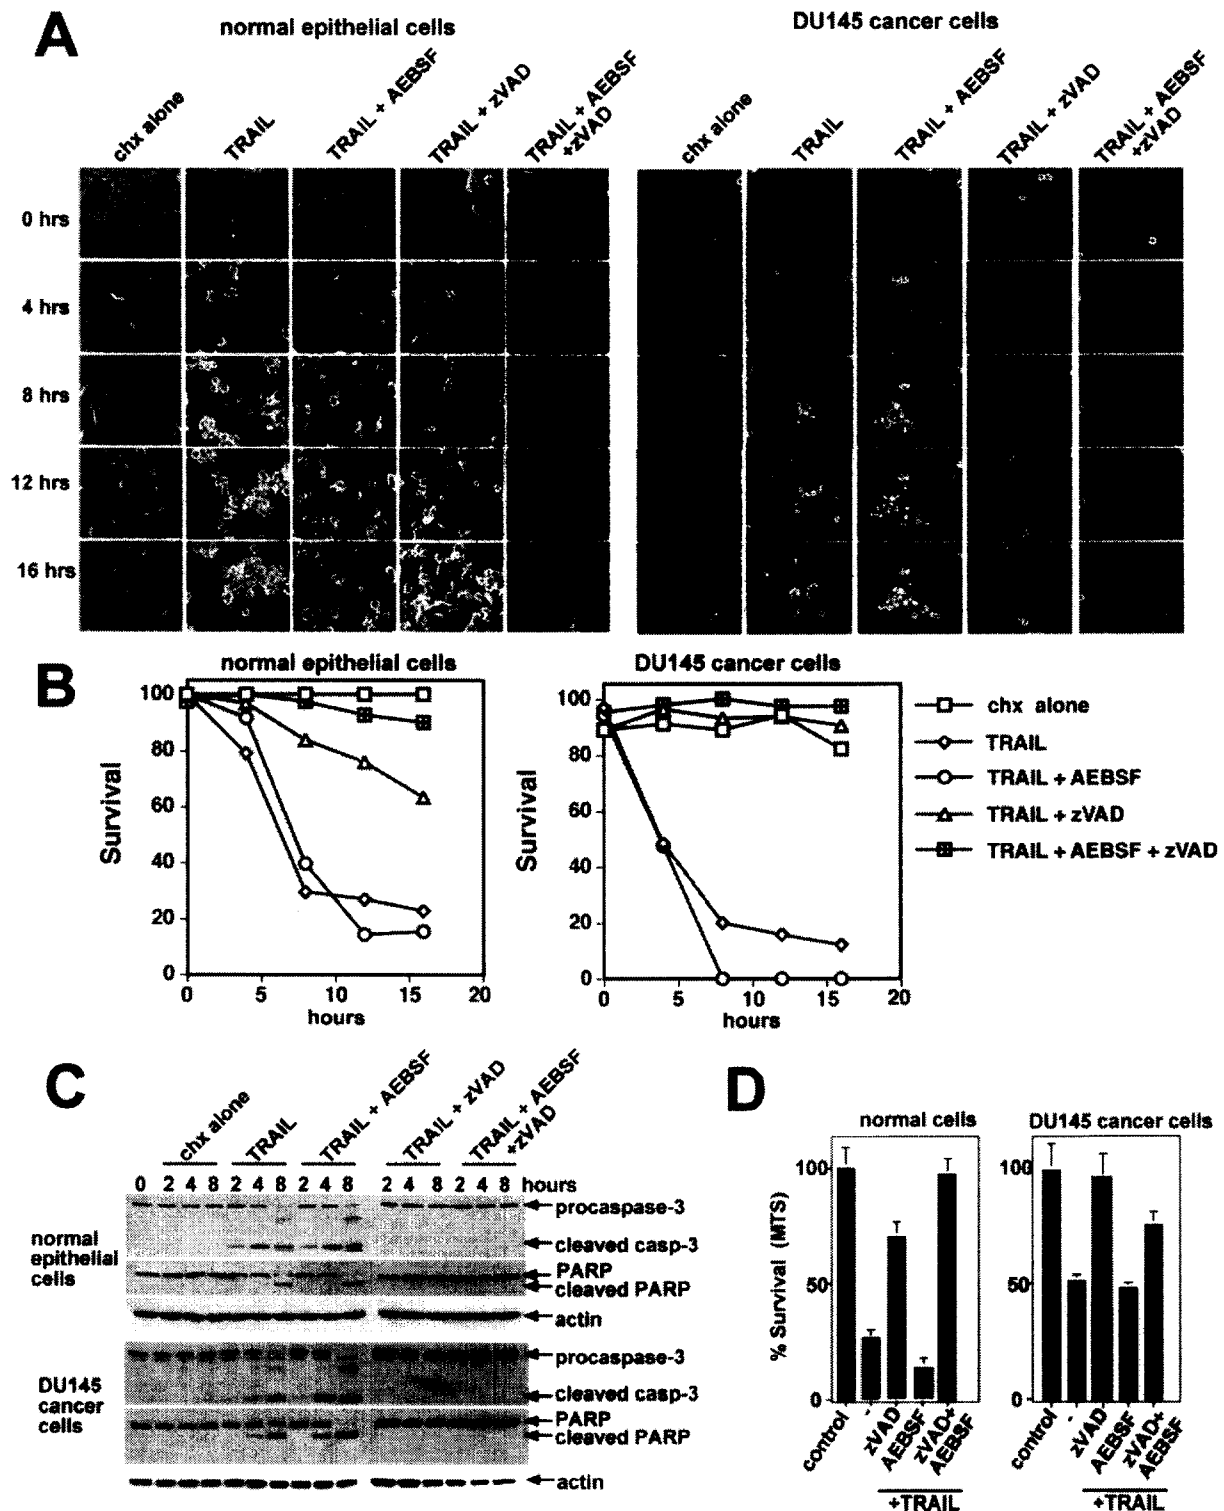 A
normal epithelial cells
DU145 cancer cells
chx alone
TRAIL
TRAIL + AEBSF
TRAIL + zVAD
TRAIL + AEBSF
+zVAD
chx alone
TRAIL
TRAIL + AEBSF
TRAIL + zVAD
TRAIL + AEBSF
+zVAD
0 hrs
4 hrs
8 hrs
12 hrs
16 hrs
B
normal epithelial cells
Survival
100
80
60
40
20
0
0 5 10 15 20
hours
DU145 cancer cells
Survival
100
80
60
40
20
0
0 5 10 15 20
hours
chx alone
TRAIL
TRAIL + AEBSF
TRAIL + zVAD
TRAIL + AEBSF + zVAD
C
chx alone
TRAIL
TRAIL + AEBSF
TRAIL + zVAD
TRAIL + AEBSF
+zVAD
0 2 4 8 2 4 8 2 4 8 hours 2 4 8 2 4 8 hours
normal
epithelial
cells
procaspase-3
cleaved casp-3
PARP
cleaved PARP
actin
DU145
cancer
cells
procaspase-3
cleaved casp-3
PARP
cleaved PARP
actin
D
normal cells
% Survival (MTS)
100
50
0
control
-
zVAD
AEBSF
zVAD+
AEBSF
+TRAIL
DU145 cancer cells
100
50
0
control
-
zVAD
AEBSF
zVAD+
AEBSF
+TRAIL